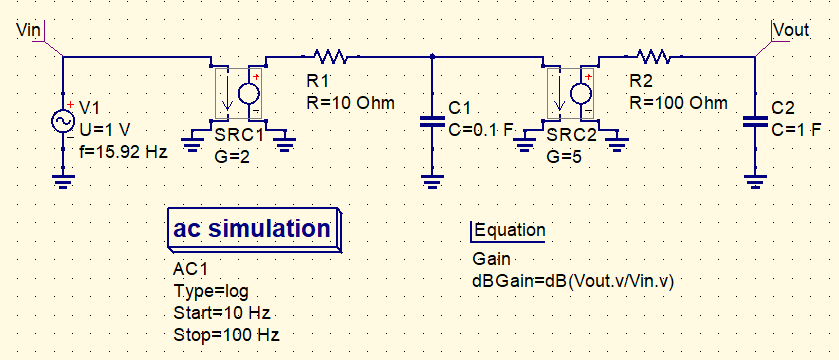 Vin
Vout
V1
U=1 V
f=15.92 Hz
SRC1
G=2
R1
R=10 Ohm
C1
C=0.1 F
SRC2
G=5
R2
R=100 Ohm
C2
C=1 F
ac simulation
AC1
Type=log
Start=10 Hz
Stop=100 Hz
Equation
Gain
dBGain=dB(Vout.v/Vin.v)